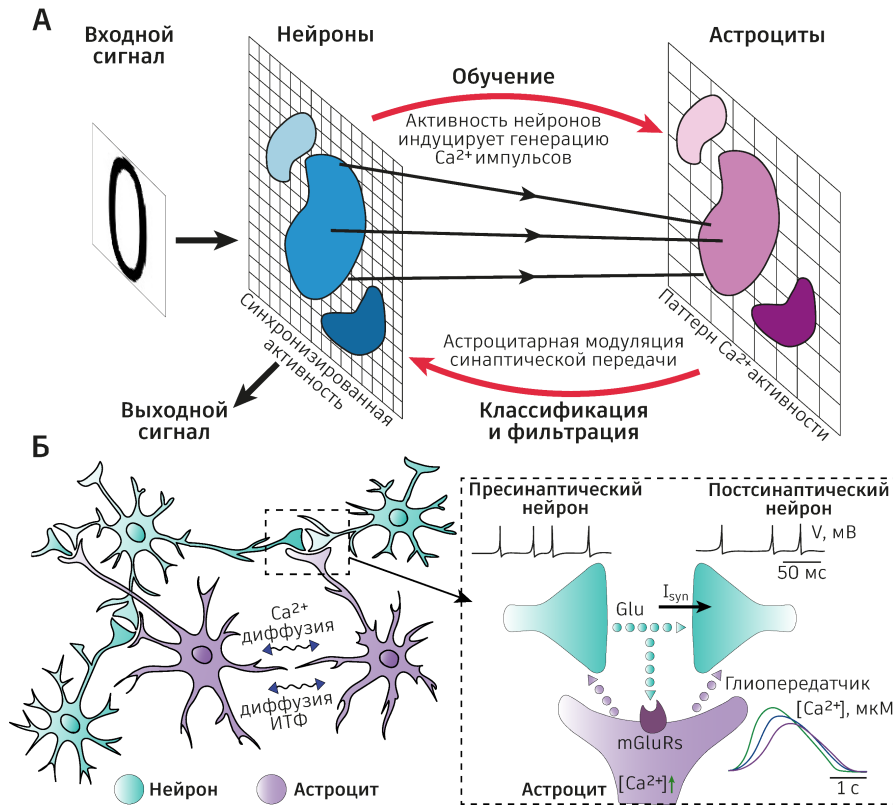 А
Входной
сигнал
Нейроны
Астроциты
Обучение
Активность нейронов
индуцирует генерацию
Ca2+ импульсов
Синхронизированная
активность
Паттерн Ca2+ активности
Астроцитарная модуляция
синаптической передачи
Выходной
сигнал
Классификация
и фильтрация
Б
Ca2+
диффузия
диффузия
ИТФ
Нейрон
Астроцит
Пресинаптический
нейрон
Постсинаптический
нейрон
V, мВ
50 мс
Glu
Isyn
Глиопередатчик
[Ca2+], мкМ
mGluRs
Астроцит
[Ca2+]↑
1 с